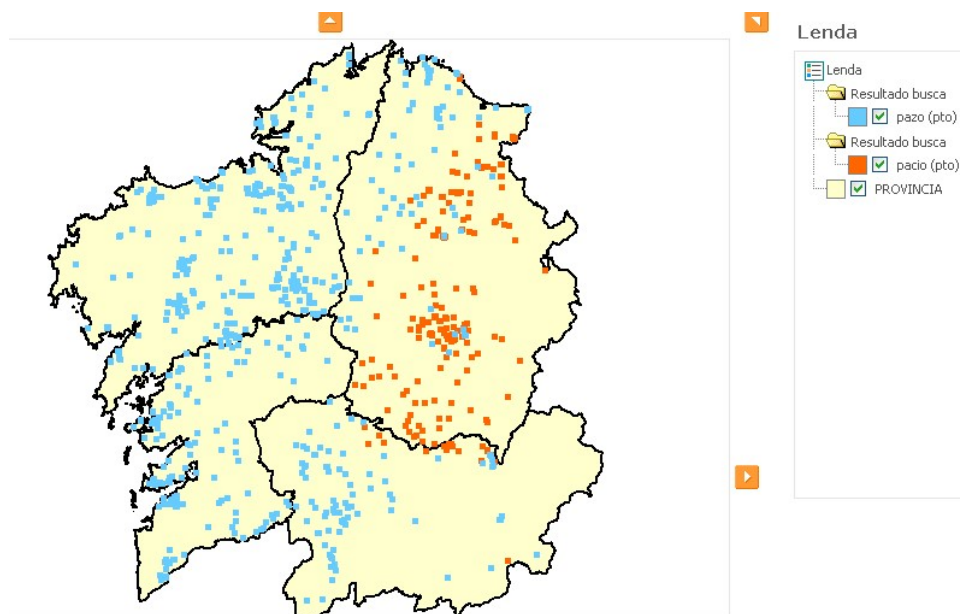 Lenda
Lenda
Resultado busca
pazo (pto)
Resultado busca
pacio (pto)
PROVINCIA